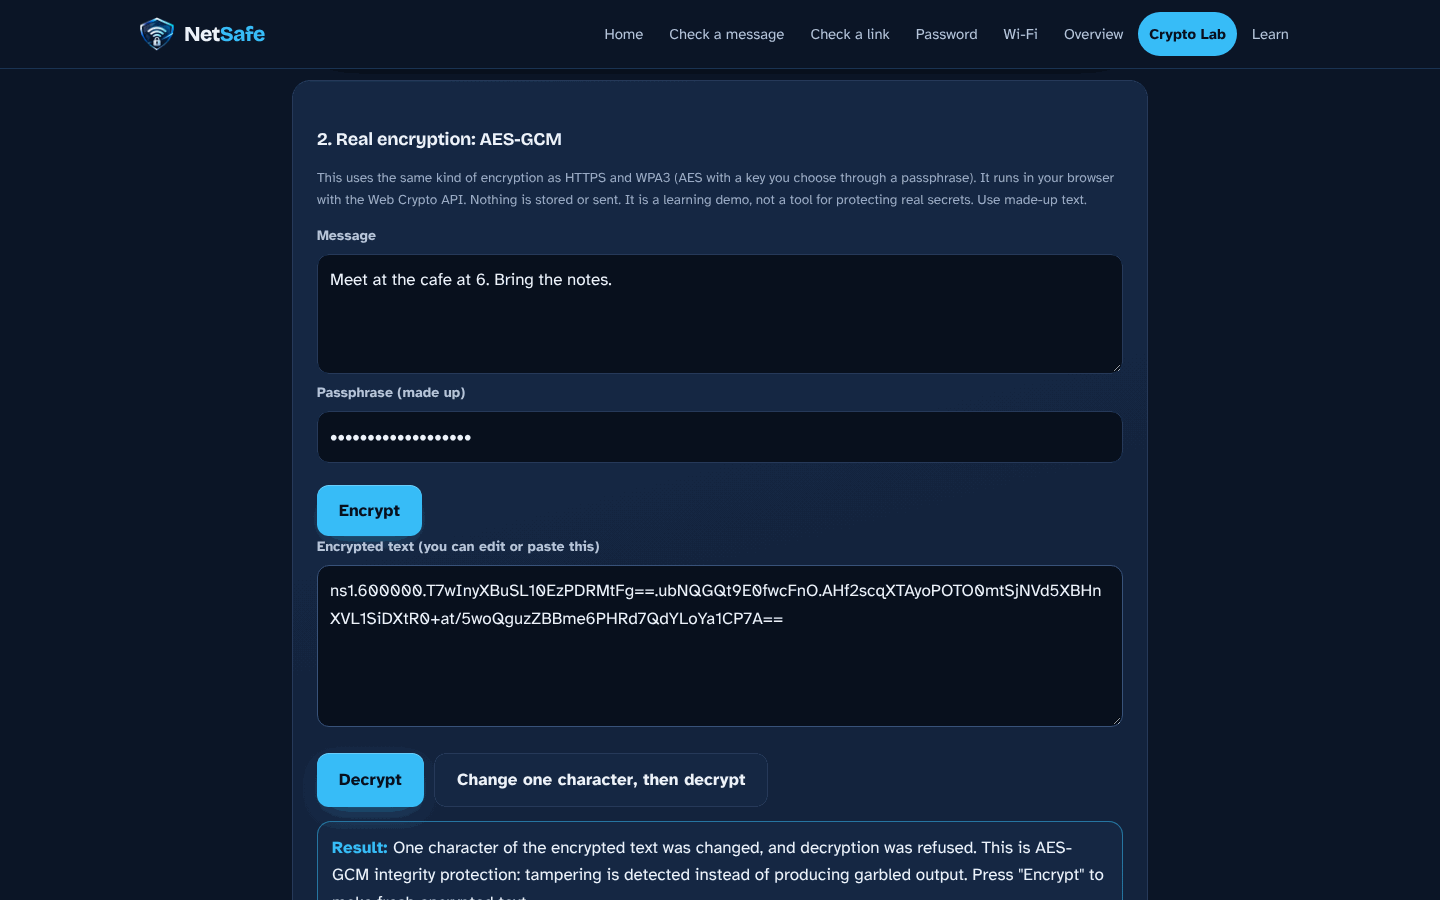 NetSafe
Home Check a message Check a link Password Wi-Fi Overview Crypto Lab Learn
2. Real encryption: AES-GCM
This uses the same kind of encryption as HTTPS and WPA3 (AES with a key you choose through a passphrase). It runs in your browser
with the Web Crypto API. Nothing is stored or sent. It is a learning demo, not a tool for protecting real secrets. Use made-up text.
Message
Meet at the cafe at 6. Bring the notes.
Passphrase (made up)
•••••••••••••••••••
Encrypt
Encrypted text (you can edit or paste this)
ns1.600000.T7wInyXBuSL10EzPDRMtFg==.ubNQGQt9E0fwcFnO.AHf2scqXTAyoPOTO0mtSjNVd5XBHn
XVL1SiDXtR0+at/5woQguzZBBme6PHRd7QdYLoYa1CP7A==
Decrypt Change one character, then decrypt
Result: One character of the encrypted text was changed, and decryption was refused. This is AES-
GCM integrity protection: tampering is detected instead of producing garbled output. Press "Encrypt" to
make fresh encrypted text.